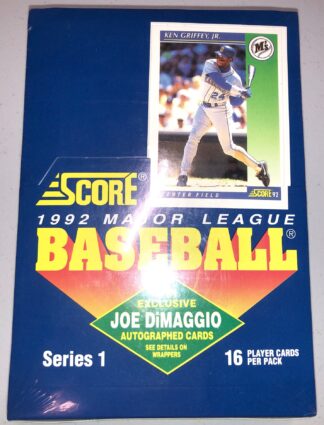 KEN GRIFFEY, JR.
M's
24
CENTER FIELD
SCORE 92
SCORE®
1992 MAJOR LEAGUE
BASEBALL®
EXCLUSIVE
JOE DiMAGGIO
AUTOGRAPHED CARDS
SEE DETAILS ON
WRAPPERS
Series 1
16 PLAYER CARDS
PER PACK